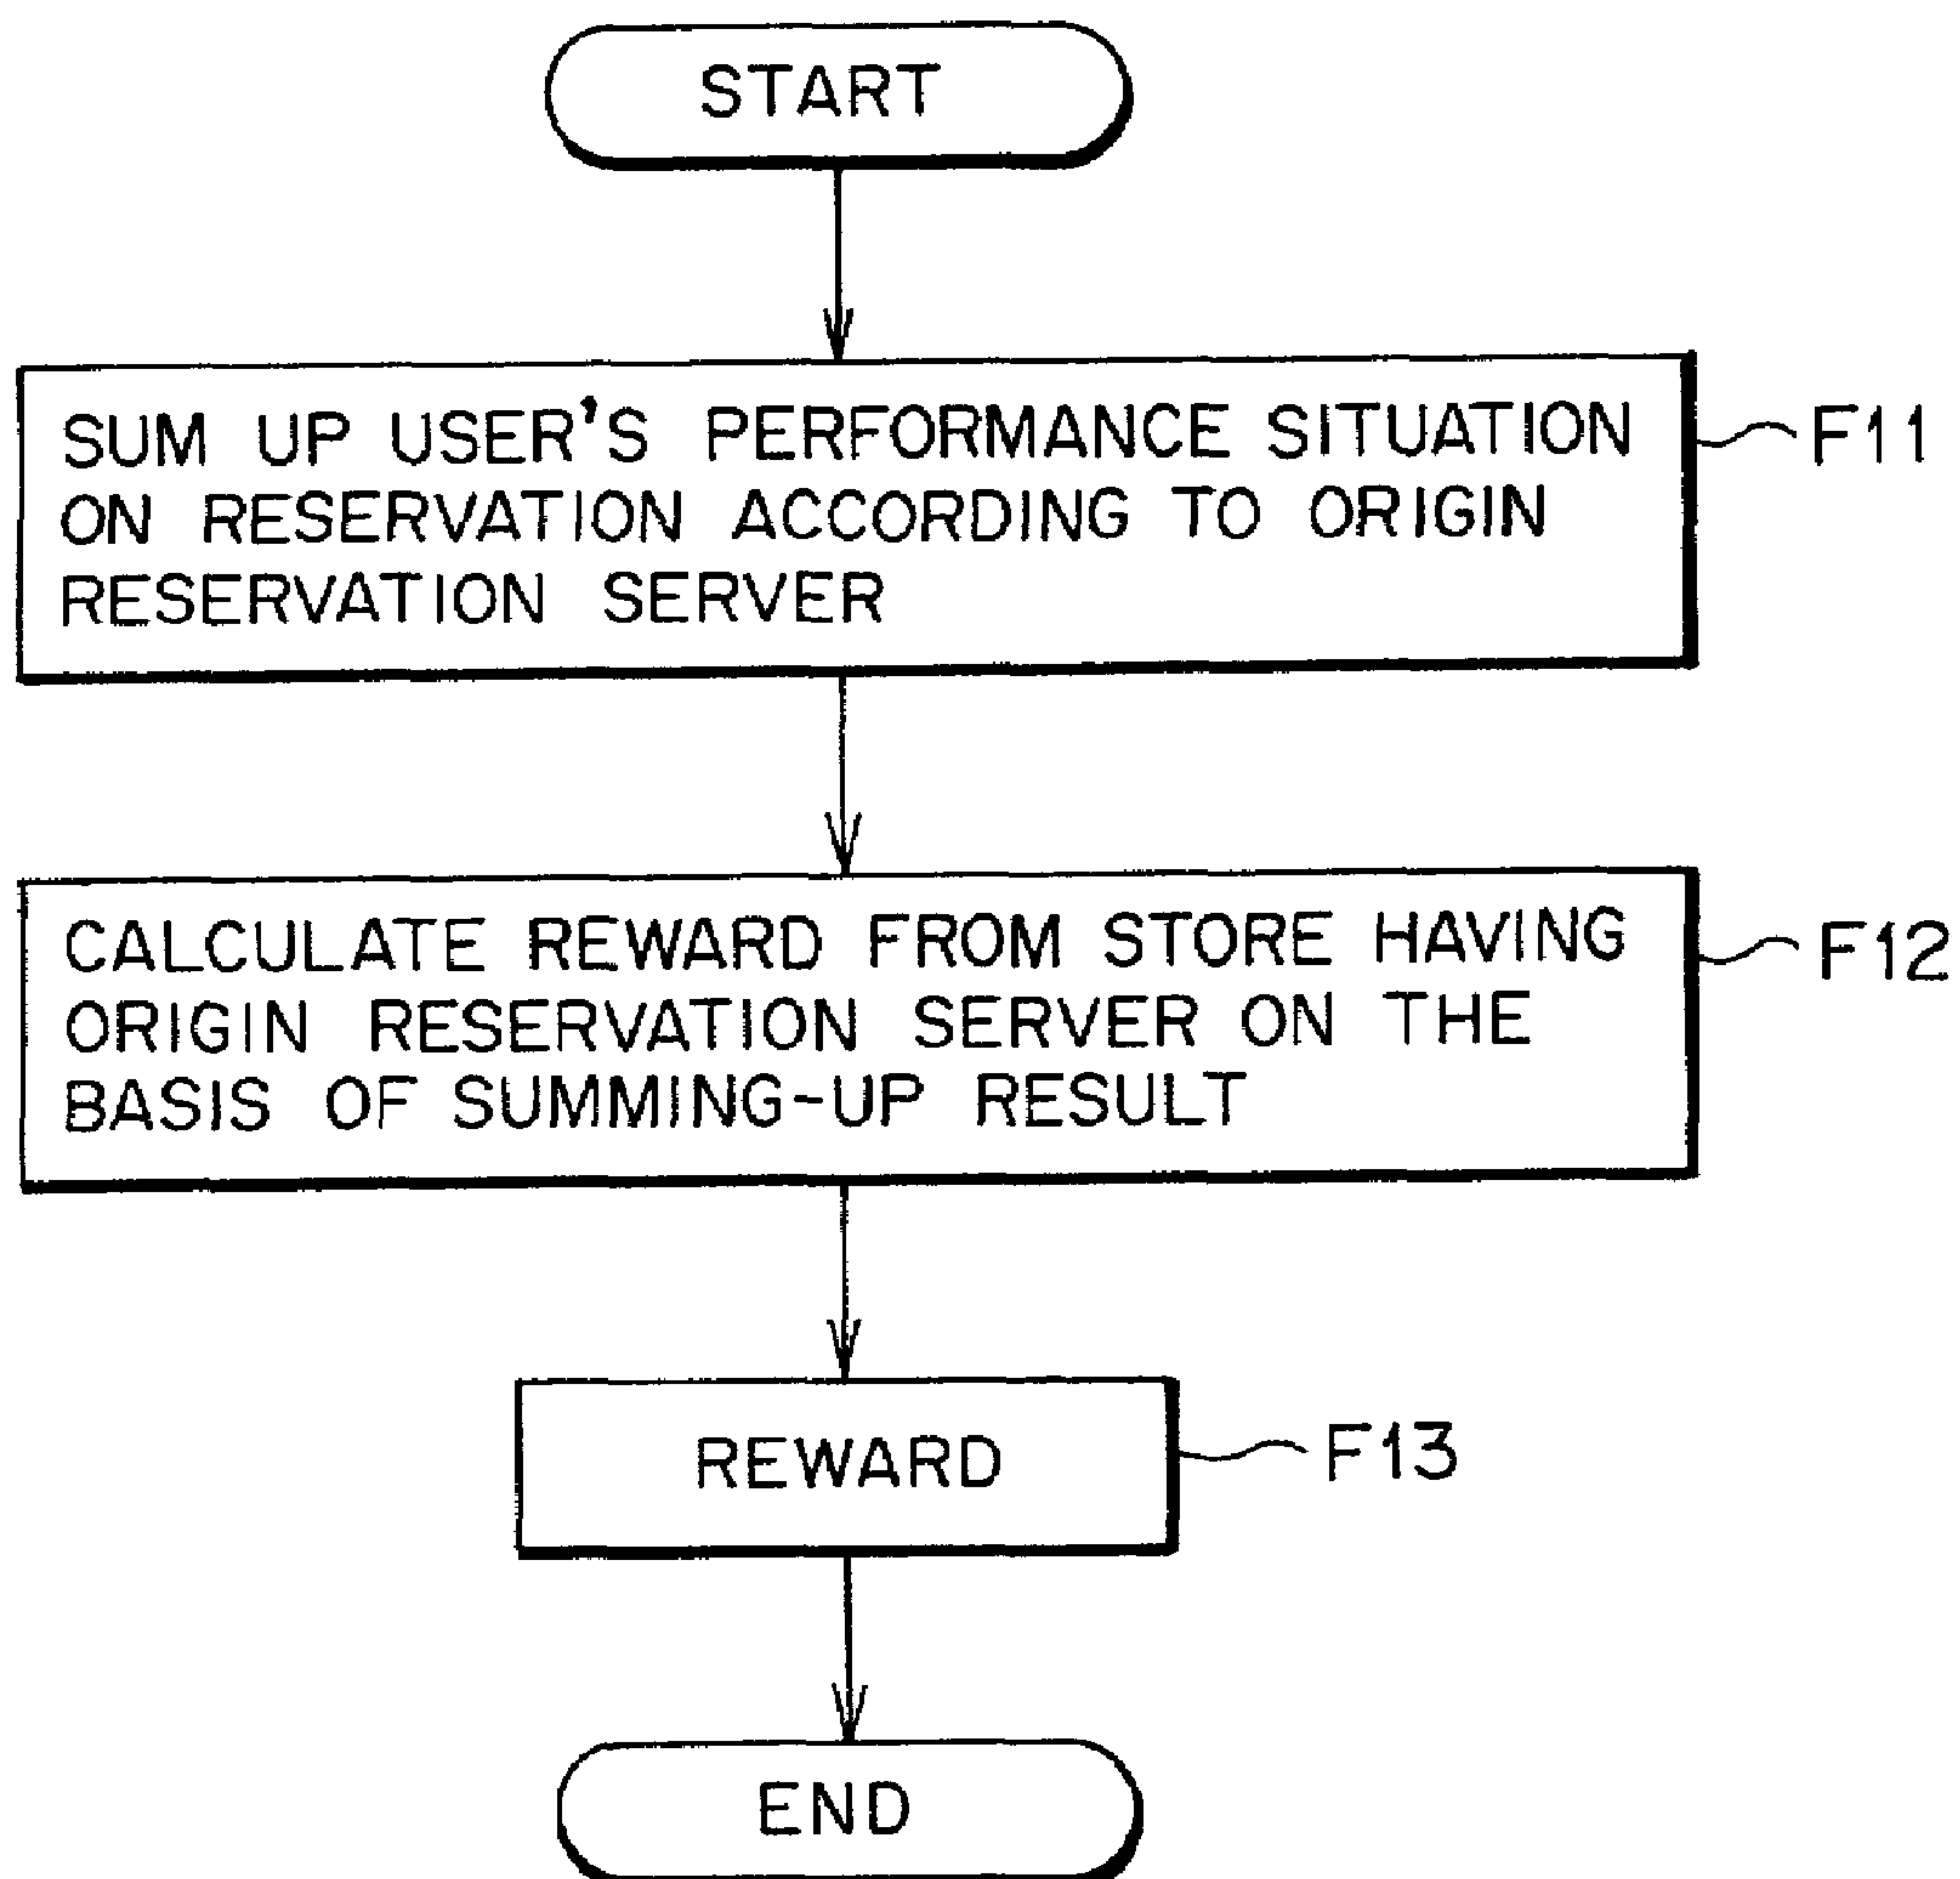 START
SUM UP USER'S PERFORMANCE SITUATION
ON RESERVATION ACCORDING TO ORIGIN
RESERVATION SERVER
F11
CALCULATE REWARD FROM STORE HAVING
ORIGIN RESERVATION SERVER ON THE
BASIS OF SUMMING-UP RESULT
F12
REWARD
F13
END